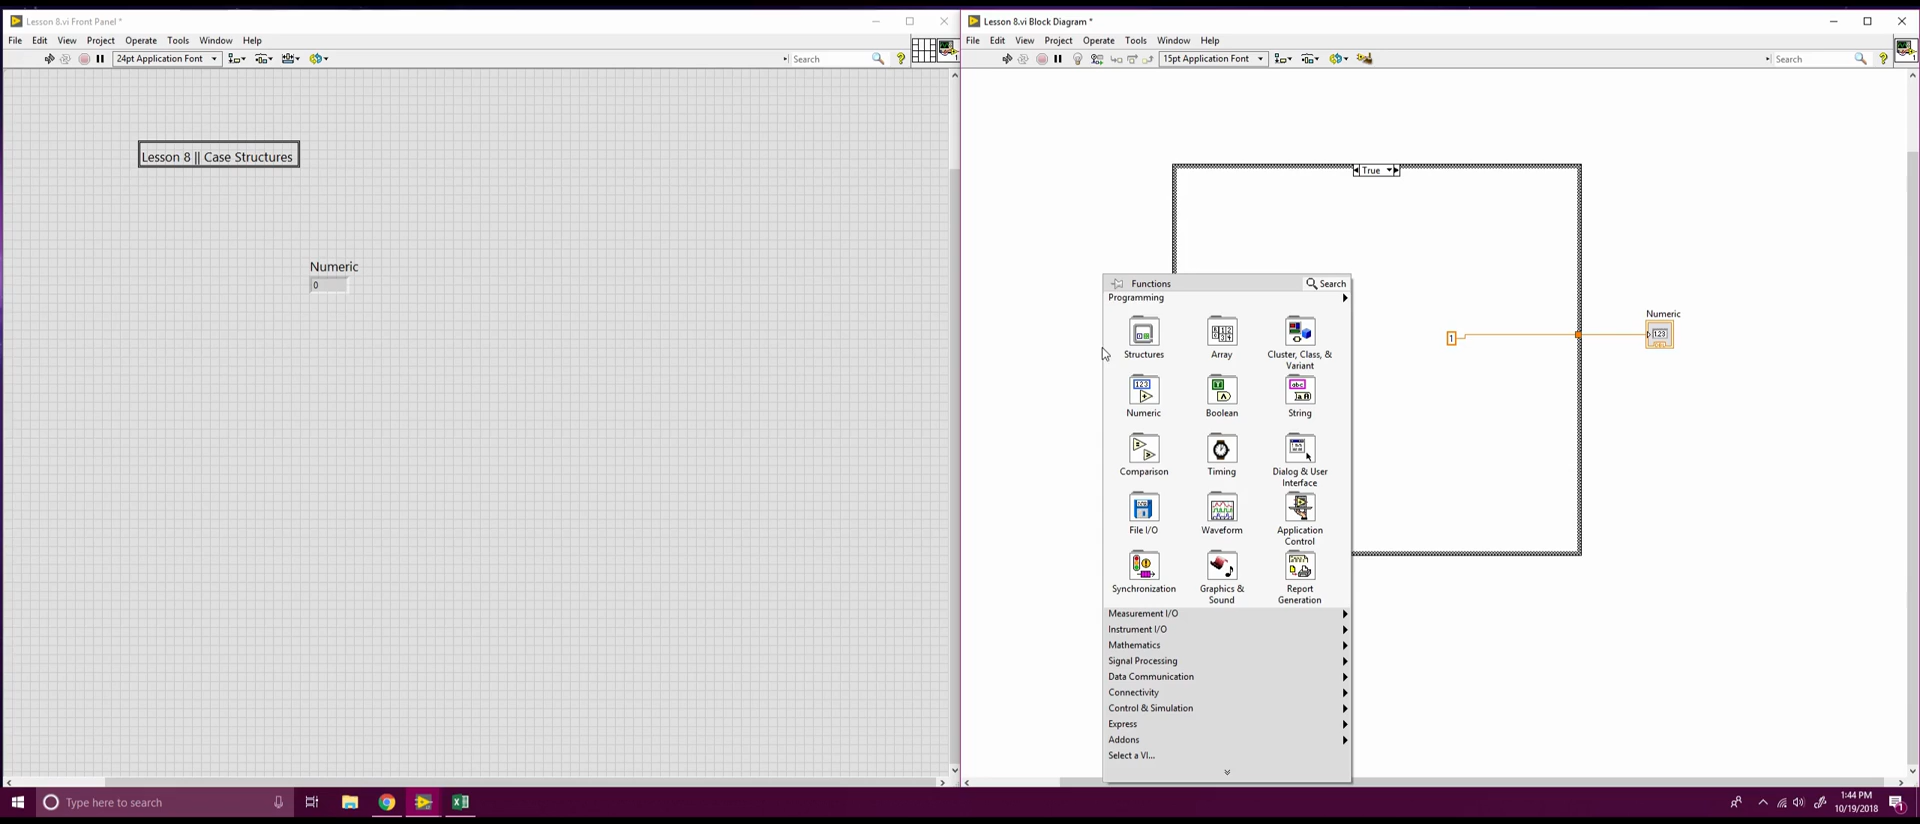 Lesson 8.vi Front Panel *
File Edit View Project Operate Tools Window Help
24pt Application Font
Search
Lesson 8 || Case Structures
Numeric
0
Lesson 8.vi Block Diagram *
File Edit View Project Operate Tools Window Help
15pt Application Font
Search
True
Functions
Search
Programming
Structures
Array
Cluster, Class, &
Variant
Numeric
Boolean
String
Comparison
Timing
Dialog & User
Interface
File I/O
Waveform
Application
Control
Synchronization
Graphics &
Sound
Report
Generation
Measurement I/O
Instrument I/O
Mathematics
Signal Processing
Data Communication
Connectivity
Control & Simulation
Express
Addons
Select a VI...
1
Numeric
123
Type here to search
1:44 PM
10/19/2018
1